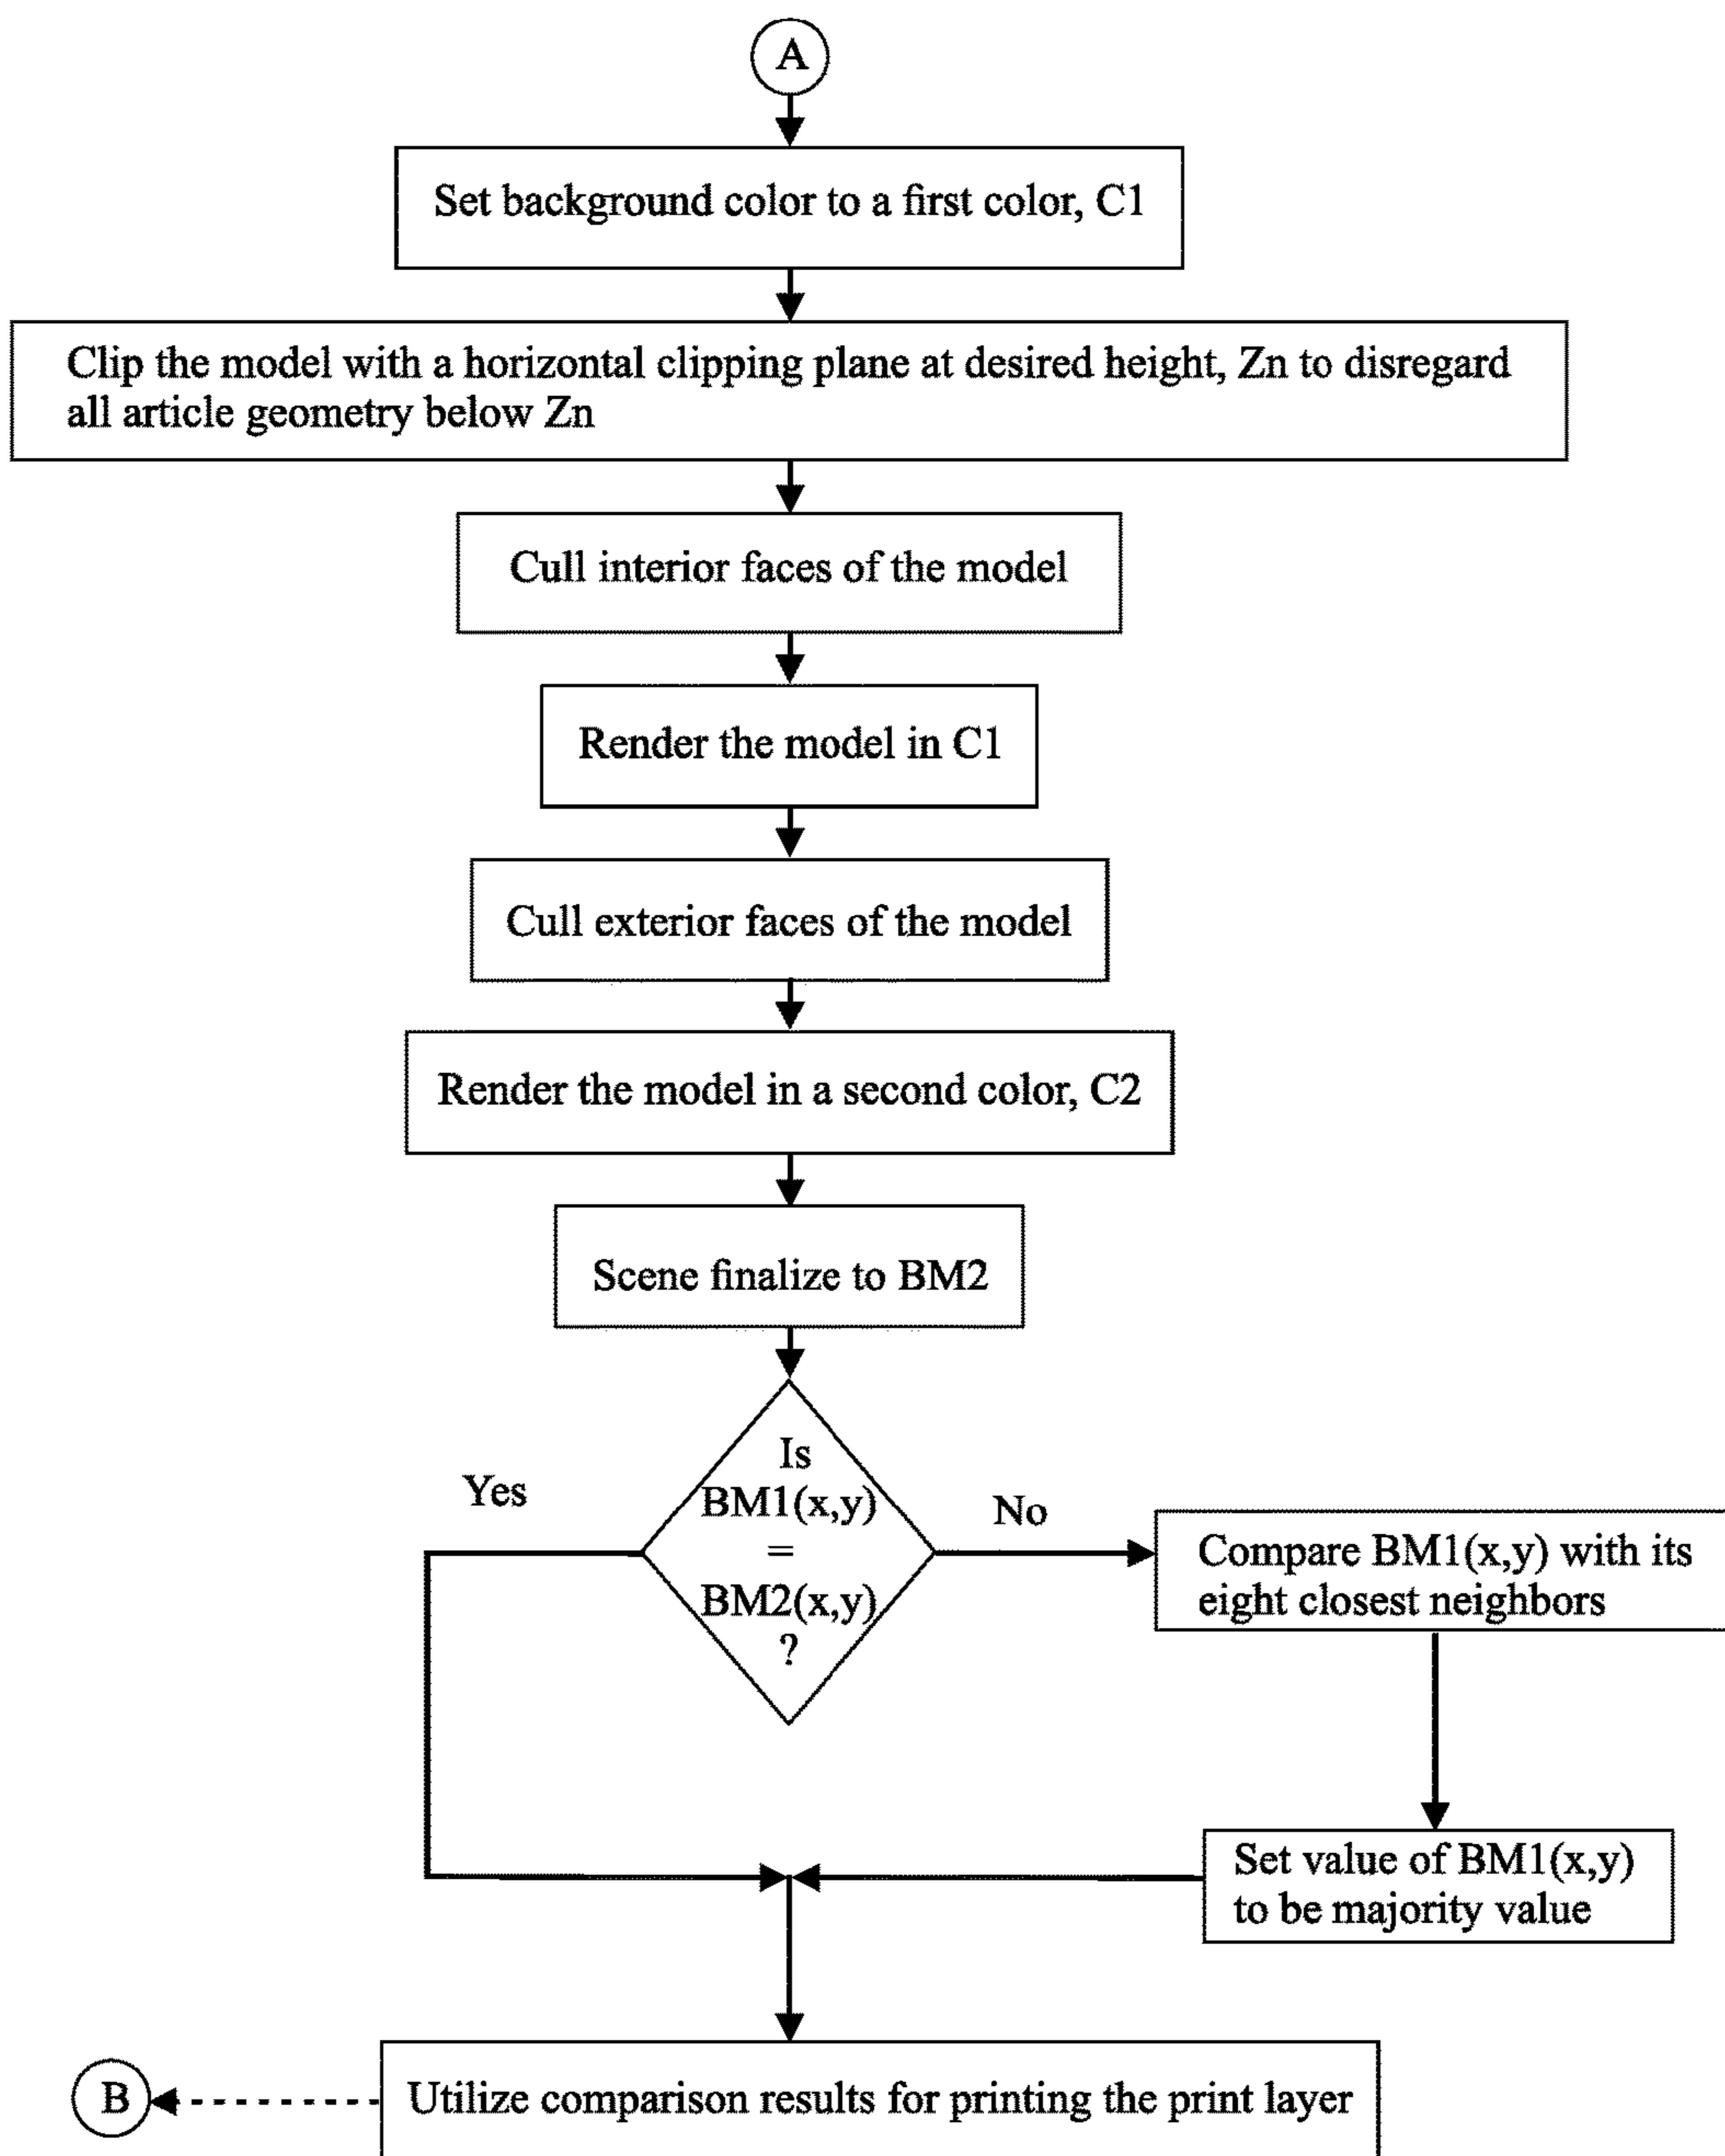 A
Set background color to a first color, C1
Clip the model with a horizontal clipping plane at desired height, Zn to disregard
all article geometry below Zn
Cull interior faces of the model
Render the model in C1
Cull exterior faces of the model
Render the model in a second color, C2
Scene finalize to BM2
Is
BM1(x,y)
=
BM2(x,y)
?
Yes
No
Compare BM1(x,y) with its
eight closest neighbors
Set value of BM1(x,y)
to be majority value
Utilize comparison results for printing the print layer
B